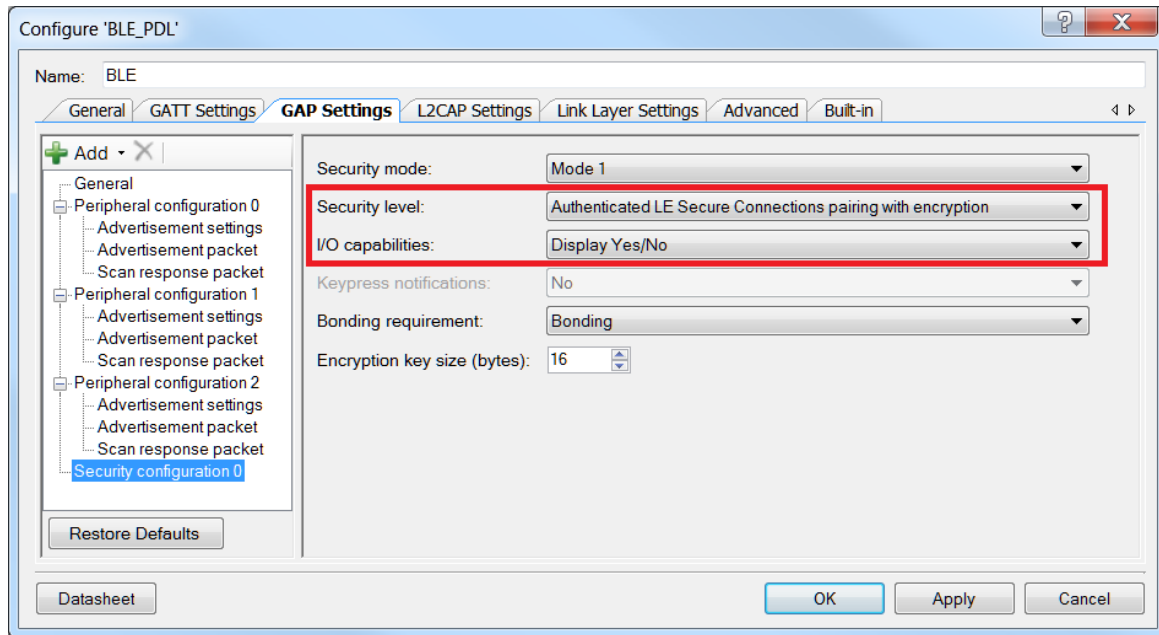 Configure 'BLE_PDL'
Name: BLE
General GATT Settings GAP Settings L2CAP Settings Link Layer Settings Advanced Built-in
Add
General
Peripheral configuration 0
Advertisement settings
Advertisement packet
Scan response packet
Peripheral configuration 1
Advertisement settings
Advertisement packet
Scan response packet
Peripheral configuration 2
Advertisement settings
Advertisement packet
Scan response packet
Security configuration 0
Restore Defaults
Security mode: Mode 1
Security level: Authenticated LE Secure Connections pairing with encryption
I/O capabilities: Display Yes/No
Keypress notifications: No
Bonding requirement: Bonding
Encryption key size (bytes): 16
Datasheet OK Apply Cancel